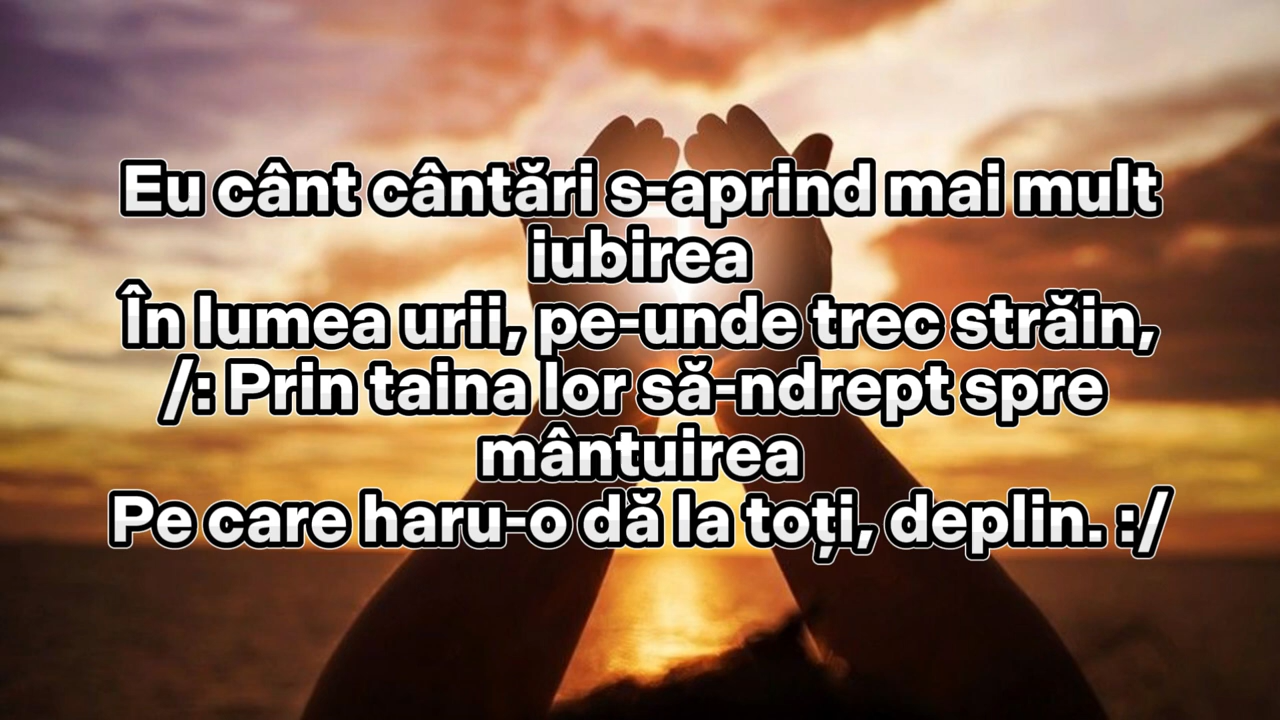 Eu cânt cântări s-aprind mai mult
iubirea
În lumea urii, pe-unde trec străin,
/: Prin taina lor să-ndrept spre
mântuirea
Pe care haru-o dă la toți, deplin. :/